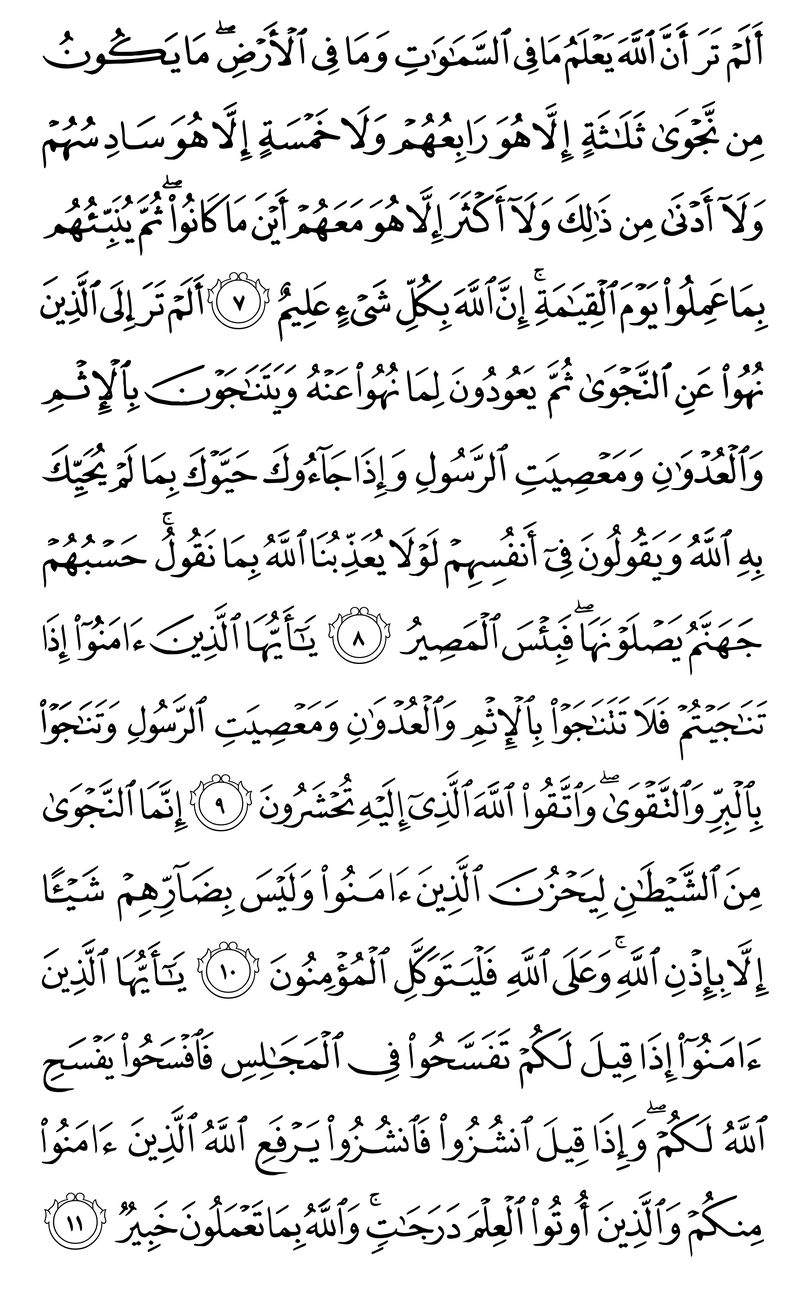 أَلَمۡ تَرَ أَنَّ ٱللَّهَ يَعۡلَمُ مَا فِي ٱلسَّمَٰوَٰتِ وَمَا فِي ٱلۡأَرۡضِۖ مَا يَكُونُ
مِن نَّجۡوَىٰ ثَلَٰثَةٍ إِلَّا هُوَ رَابِعُهُمۡ وَلَا خَمۡسَةٍ إِلَّا هُوَ سَادِسُهُمۡ
وَلَآ أَدۡنَىٰ مِن ذَٰلِكَ وَلَآ أَكۡثَرَ إِلَّا هُوَ مَعَهُمۡ أَيۡنَ مَا كَانُواْۖ ثُمَّ يُنَبِّئُهُم
بِمَا عَمِلُواْ يَوۡمَ ٱلۡقِيَٰمَةِۚ إِنَّ ٱللَّهَ بِكُلِّ شَيۡءٍ عَلِيمٌ ٧ أَلَمۡ تَرَ إِلَى ٱلَّذِينَ
نُهُواْ عَنِ ٱلنَّجۡوَىٰ ثُمَّ يَعُودُونَ لِمَا نُهُواْ عَنۡهُ وَيَتَنَٰجَوۡنَ بِٱلۡإِثۡمِ
وَٱلۡعُدۡوَٰنِ وَمَعۡصِيَتِ ٱلرَّسُولِ وَإِذَا جَآءُوكَ حَيَّوۡكَ بِمَا لَمۡ يُحَيِّكَ
بِهِ ٱللَّهُ وَيَقُولُونَ فِيٓ أَنفُسِهِمۡ لَوۡلَا يُعَذِّبُنَا ٱللَّهُ بِمَا نَقُولُۚ حَسۡبُهُمۡ
جَهَنَّمُ يَصۡلَوۡنَهَاۖ فَبِئۡسَ ٱلۡمَصِيرُ ٨ يَٰٓأَيُّهَا ٱلَّذِينَ ءَامَنُوٓاْ إِذَا
تَنَٰجَيۡتُمۡ فَلَا تَتَنَٰجَوۡاْ بِٱلۡإِثۡمِ وَٱلۡعُدۡوَٰنِ وَمَعۡصِيَتِ ٱلرَّسُولِ وَتَنَٰجَوۡاْ
بِٱلۡبِرِّ وَٱلتَّقۡوَىٰۖ وَٱتَّقُواْ ٱللَّهَ ٱلَّذِيٓ إِلَيۡهِ تُحۡشَرُونَ ٩ إِنَّمَا ٱلنَّجۡوَىٰ
مِنَ ٱلشَّيۡطَٰنِ لِيَحۡزُنَ ٱلَّذِينَ ءَامَنُواْ وَلَيۡسَ بِضَآرِّهِمۡ شَيۡـًٔا
إِلَّا بِإِذۡنِ ٱللَّهِۚ وَعَلَى ٱللَّهِ فَلۡيَتَوَكَّلِ ٱلۡمُؤۡمِنُونَ ١٠ يَٰٓأَيُّهَا ٱلَّذِينَ
ءَامَنُوٓاْ إِذَا قِيلَ لَكُمۡ تَفَسَّحُواْ فِي ٱلۡمَجَٰلِسِ فَٱفۡسَحُواْ يَفۡسَحِ
ٱللَّهُ لَكُمۡۖ وَإِذَا قِيلَ ٱنشُزُواْ فَٱنشُزُواْ يَرۡفَعِ ٱللَّهُ ٱلَّذِينَ ءَامَنُواْ
مِنكُمۡ وَٱلَّذِينَ أُوتُواْ ٱلۡعِلۡمَ دَرَجَٰتٖۚ وَٱللَّهُ بِمَا تَعۡمَلُونَ خَبِيرٞ ١١